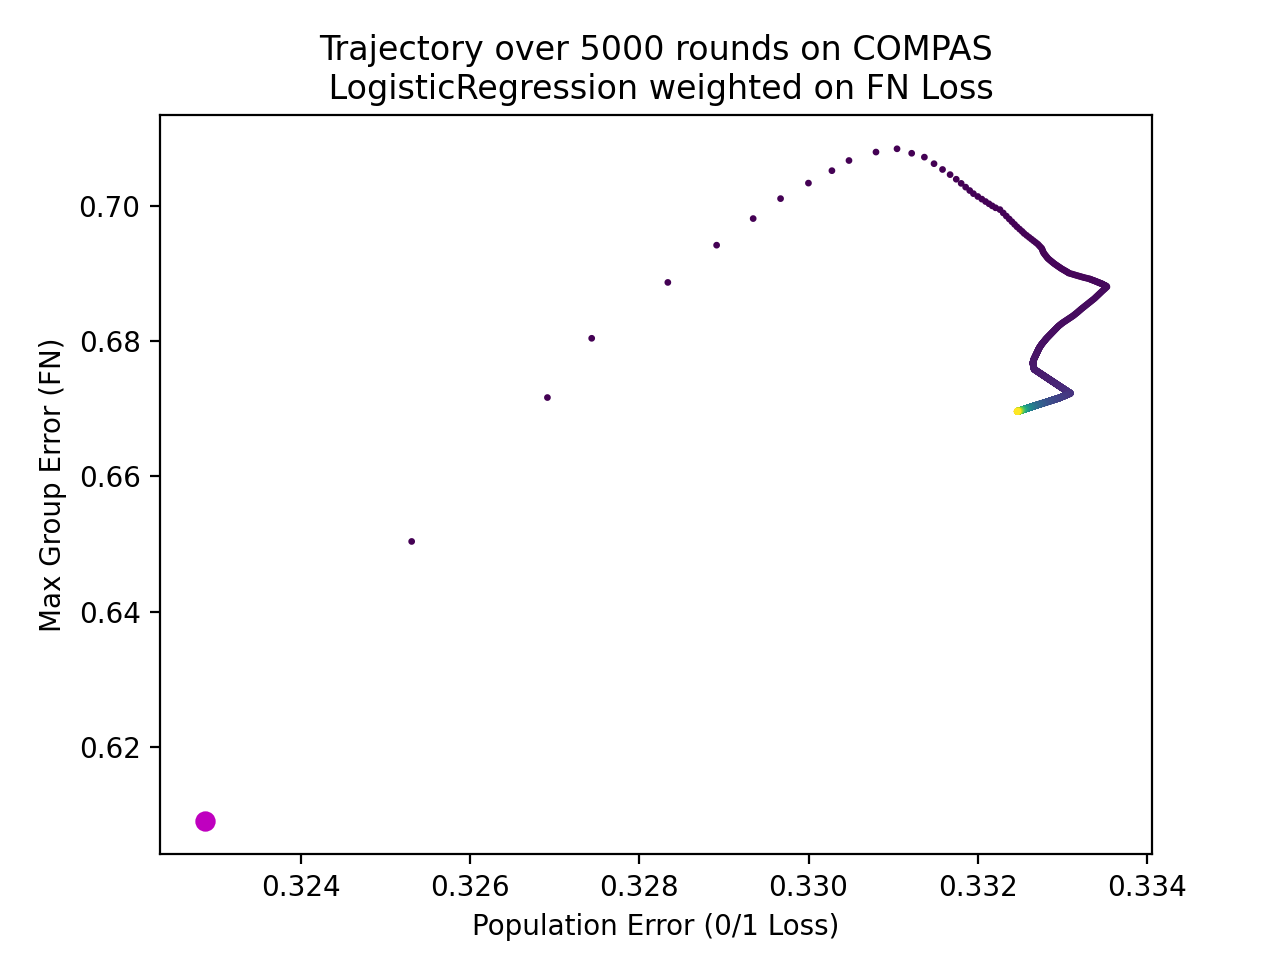 Trajectory over 5000 rounds on COMPAS
LogisticRegression weighted on FN Loss
Max Group Error (FN)
0.70
0.68
0.66
0.64
0.62
0.324 0.326 0.328 0.330 0.332 0.334
Population Error (0/1 Loss)